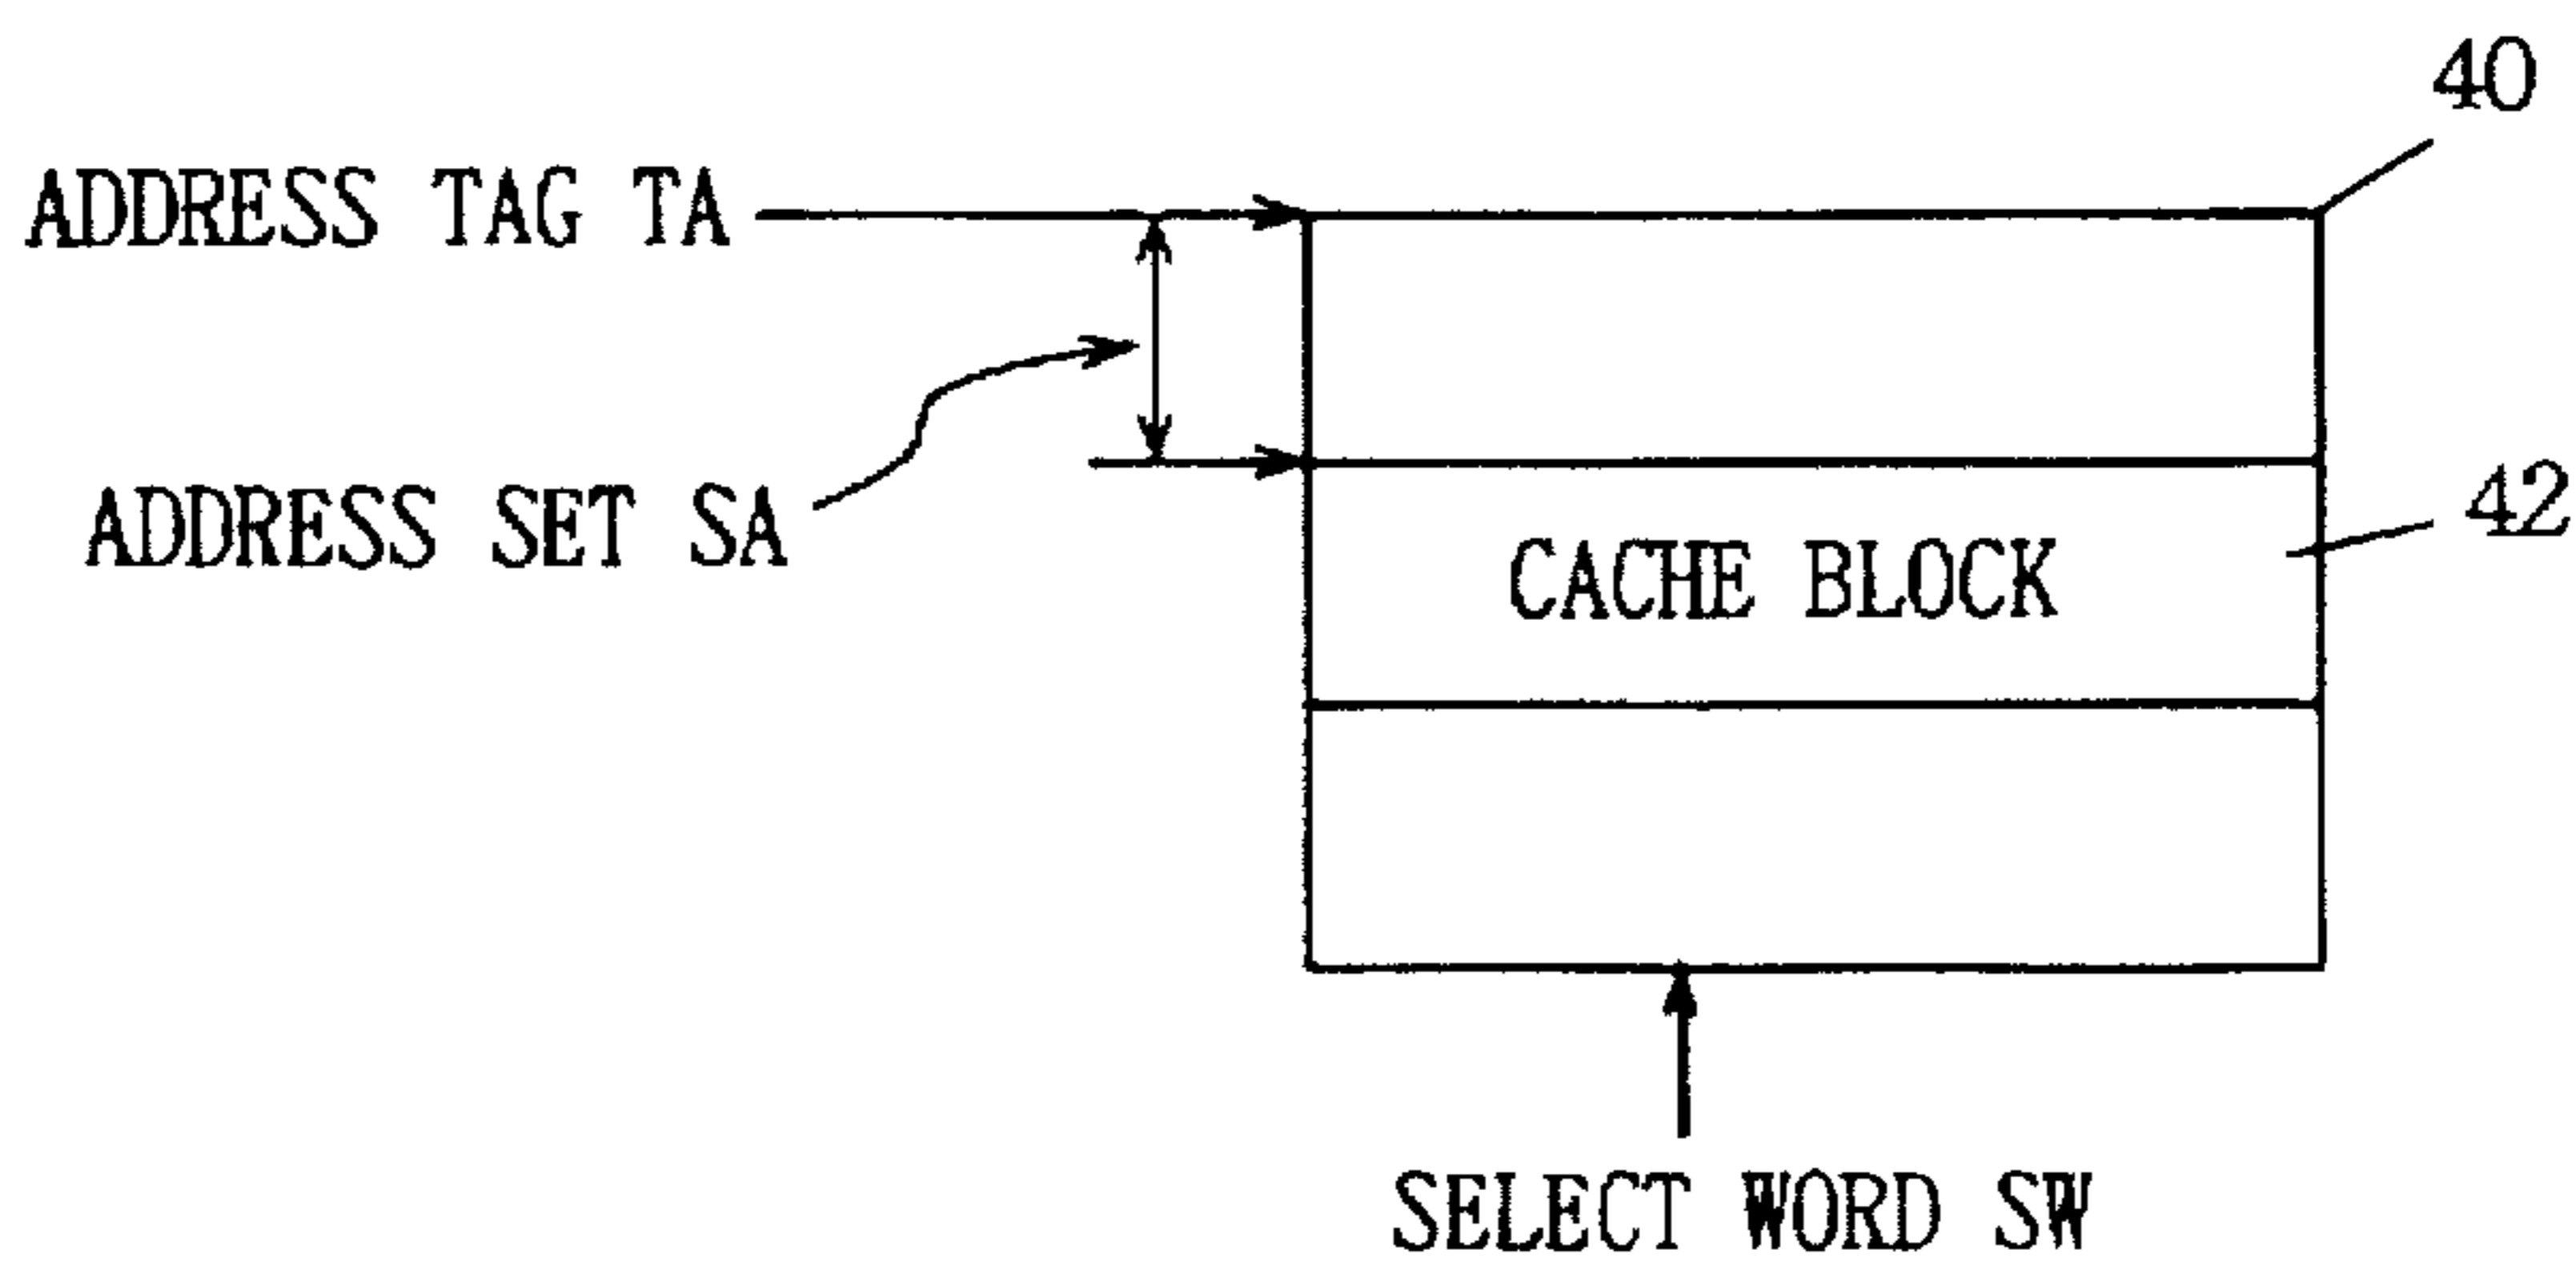 40
ADDRESS TAG TA
ADDRESS SET SA
42
CACHE BLOCK
SELECT WORD SW